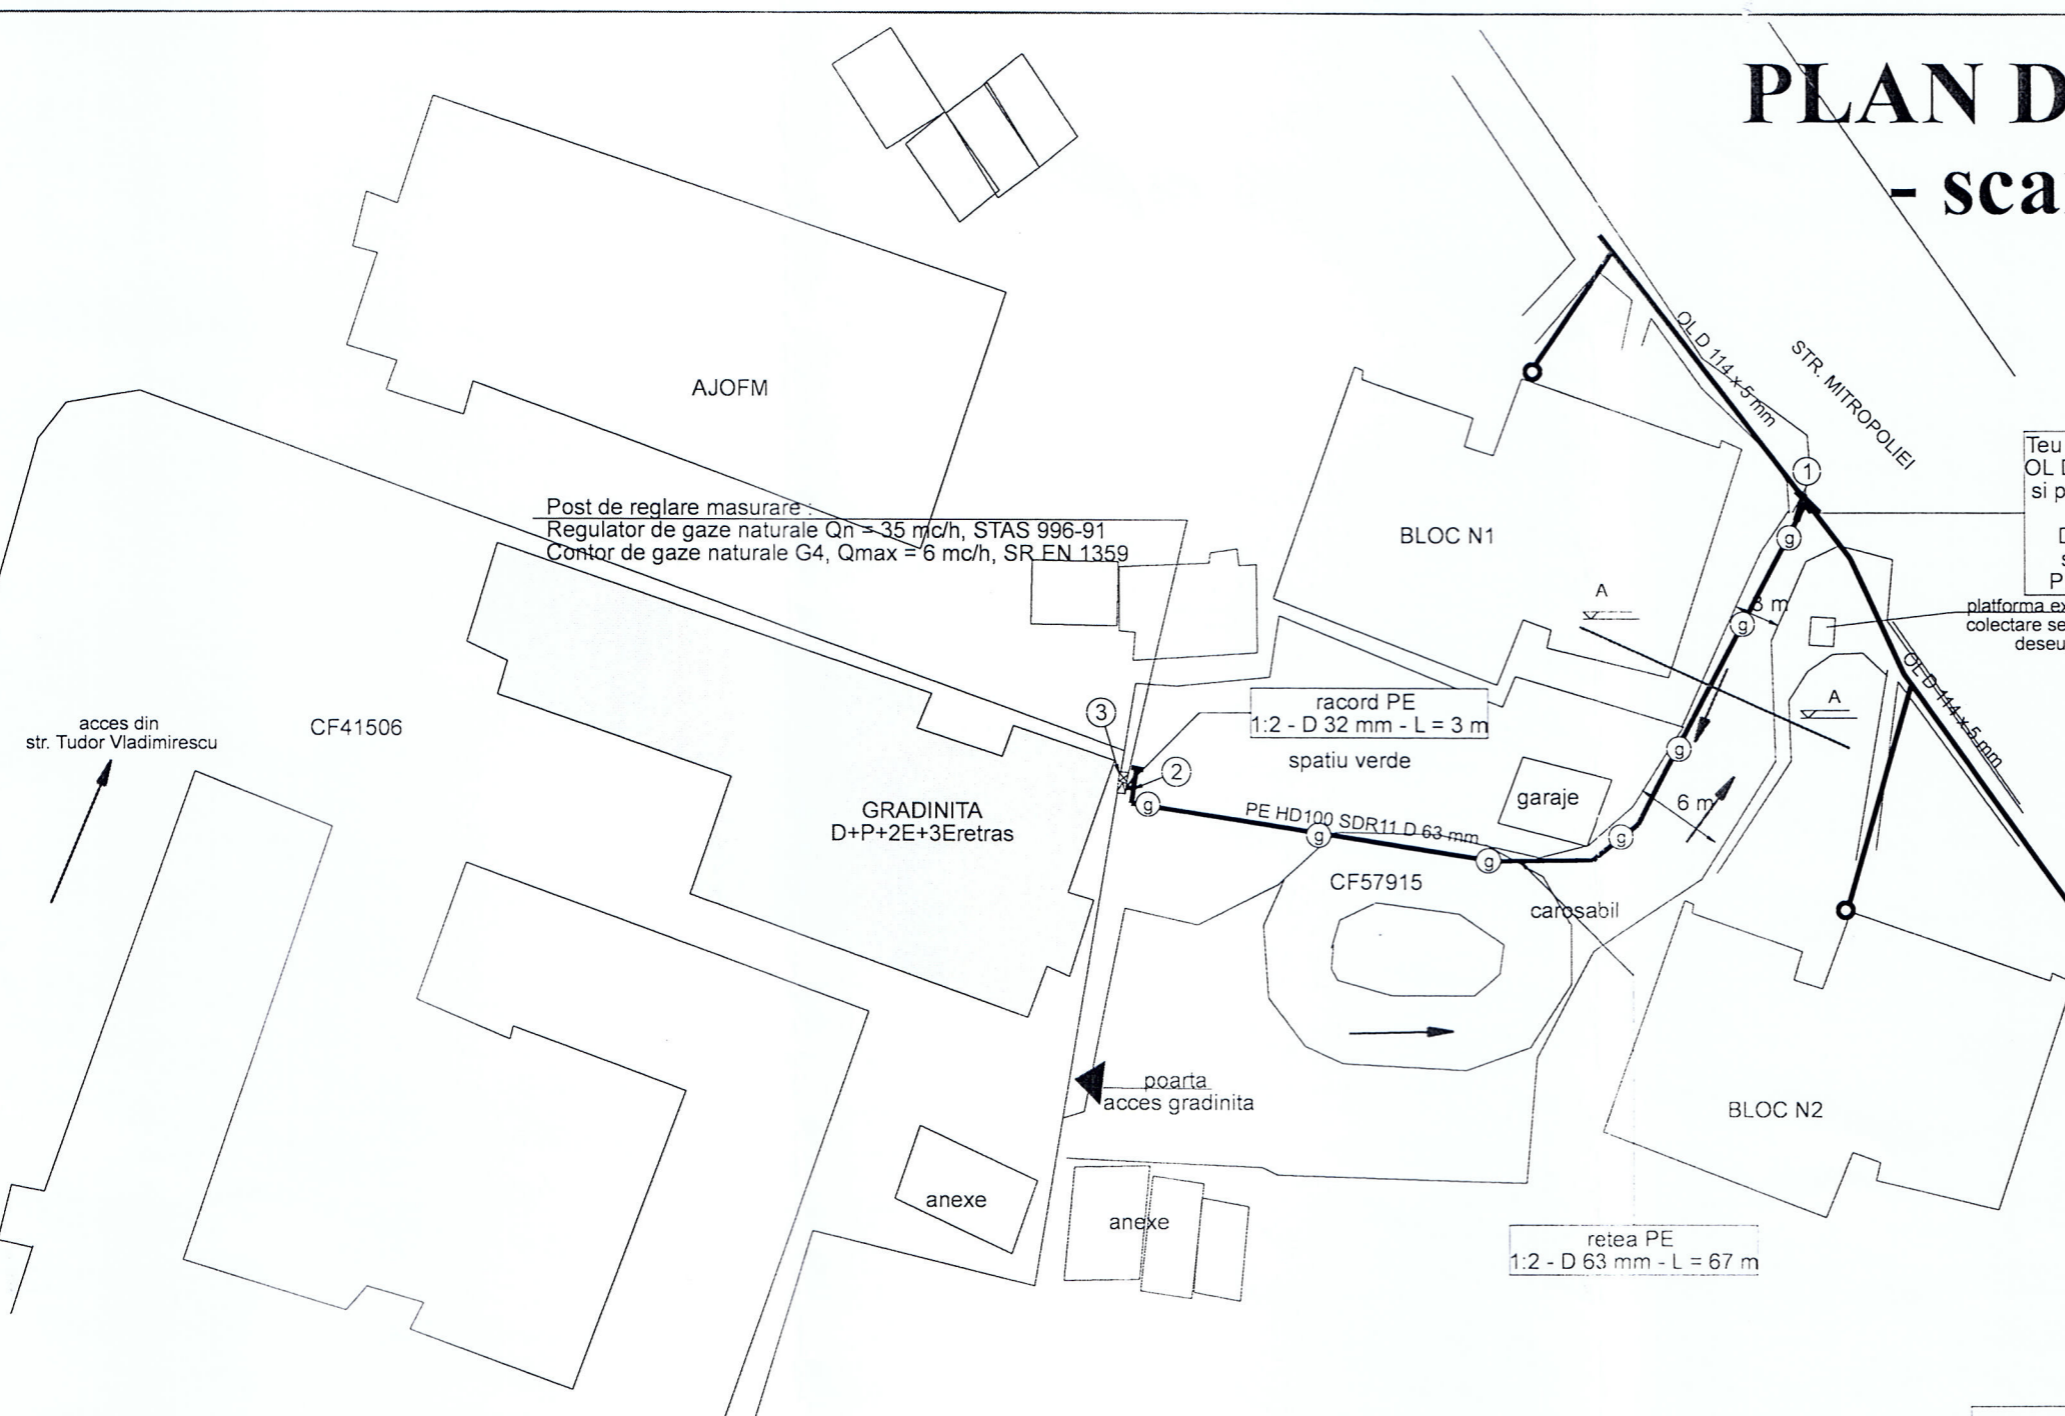 PLAN D
- sca
OL D 114 x 5 mm
STR. MITROPOLIEI
AJOFM
Post de reglare masurare :
Regulator de gaze naturale Qn = 35 mc/h, STAS 996-91
Contor de gaze naturale G4, Qmax = 6 mc/h, SR EN 1359
BLOC N1
1
Teu
OL D
si p
D
s
P
g
A
3 m
g
platforma ex
colectare se
deseu
OL D 114 x 5 mm
A
racord PE
1:2 - D 32 mm - L = 3 m
spatiu verde
3
2
acces din
str. Tudor Vladimirescu
CF41506
GRADINITA
D+P+2E+3Eretras
g
PE HD100 SDR11 D 63 mm
g
g
g
g
garaje
6 m
CF57915
carosabil
poarta
acces gradinita
BLOC N2
anexe
anexe
retea PE
1:2 - D 63 mm - L = 67 m